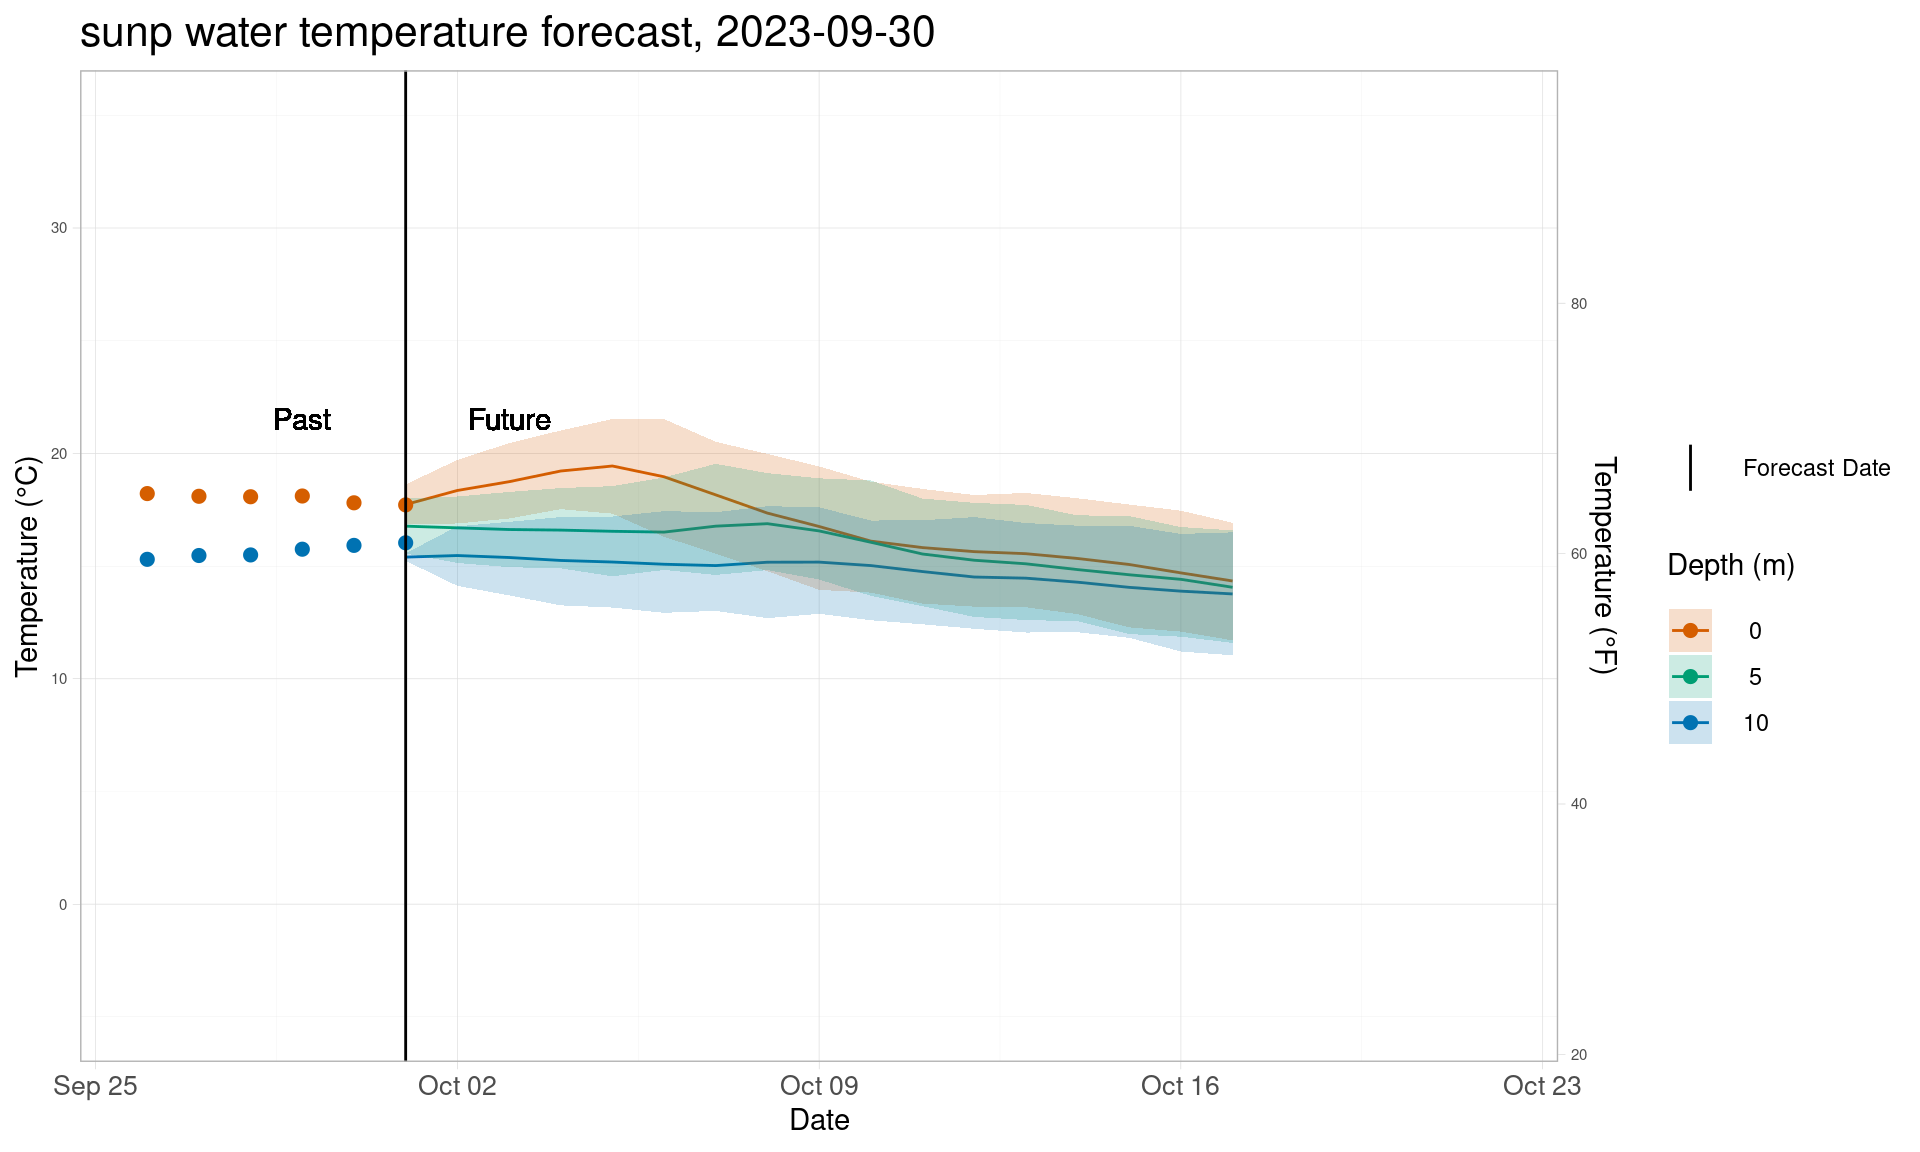 sunp water temperature forecast, 2023-09-30
Temperature (°C)
30
20
10
0
Past
Future
80
60
40
20
Temperature (°F)
Sep 25
Oct 02
Oct 09
Oct 16
Oct 23
Date
Forecast Date
Depth (m)
0
5
10